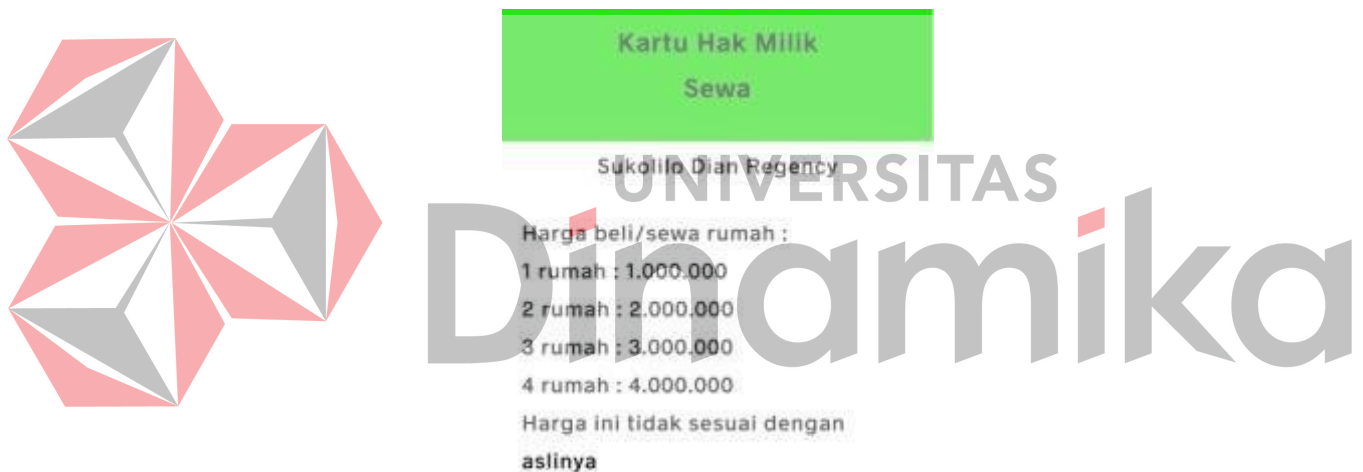 Kartu Hak Milik
Sewa
Sukolilo Dian Regency
UNIVERSITAS
Dinamika
Harga beli/sewa rumah :
1 rumah : 1.000.000
2 rumah : 2.000.000
3 rumah : 3.000.000
4 rumah : 4.000.000
Harga ini tidak sesuai dengan
aslinya